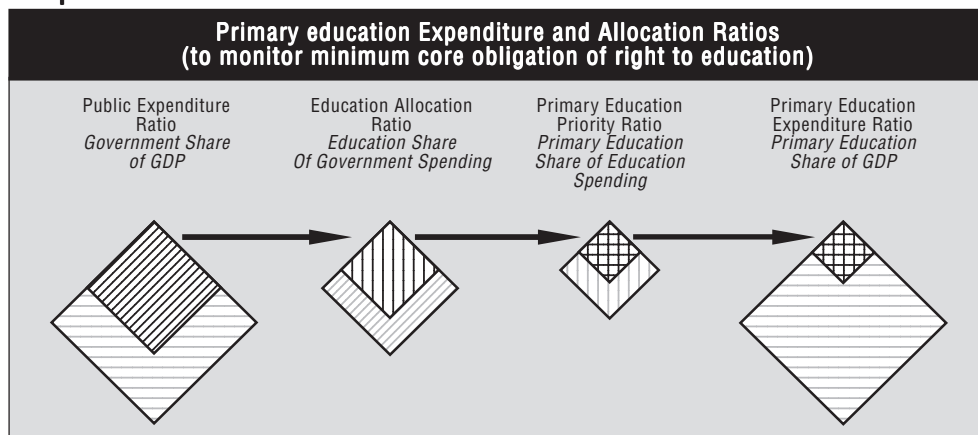 Primary education Expenditure and Allocation Ratios
(to monitor minimum core obligation of right to education)
Public Expenditure
Ratio
Government Share
of GDP
Education Allocation
Ratio
Education Share
Of Government Spending
Primary Education
Priority Ratio
Primary Education
Share of Education
Spending
Primary Education
Expenditure Ratio
Primary Education
Share of GDP